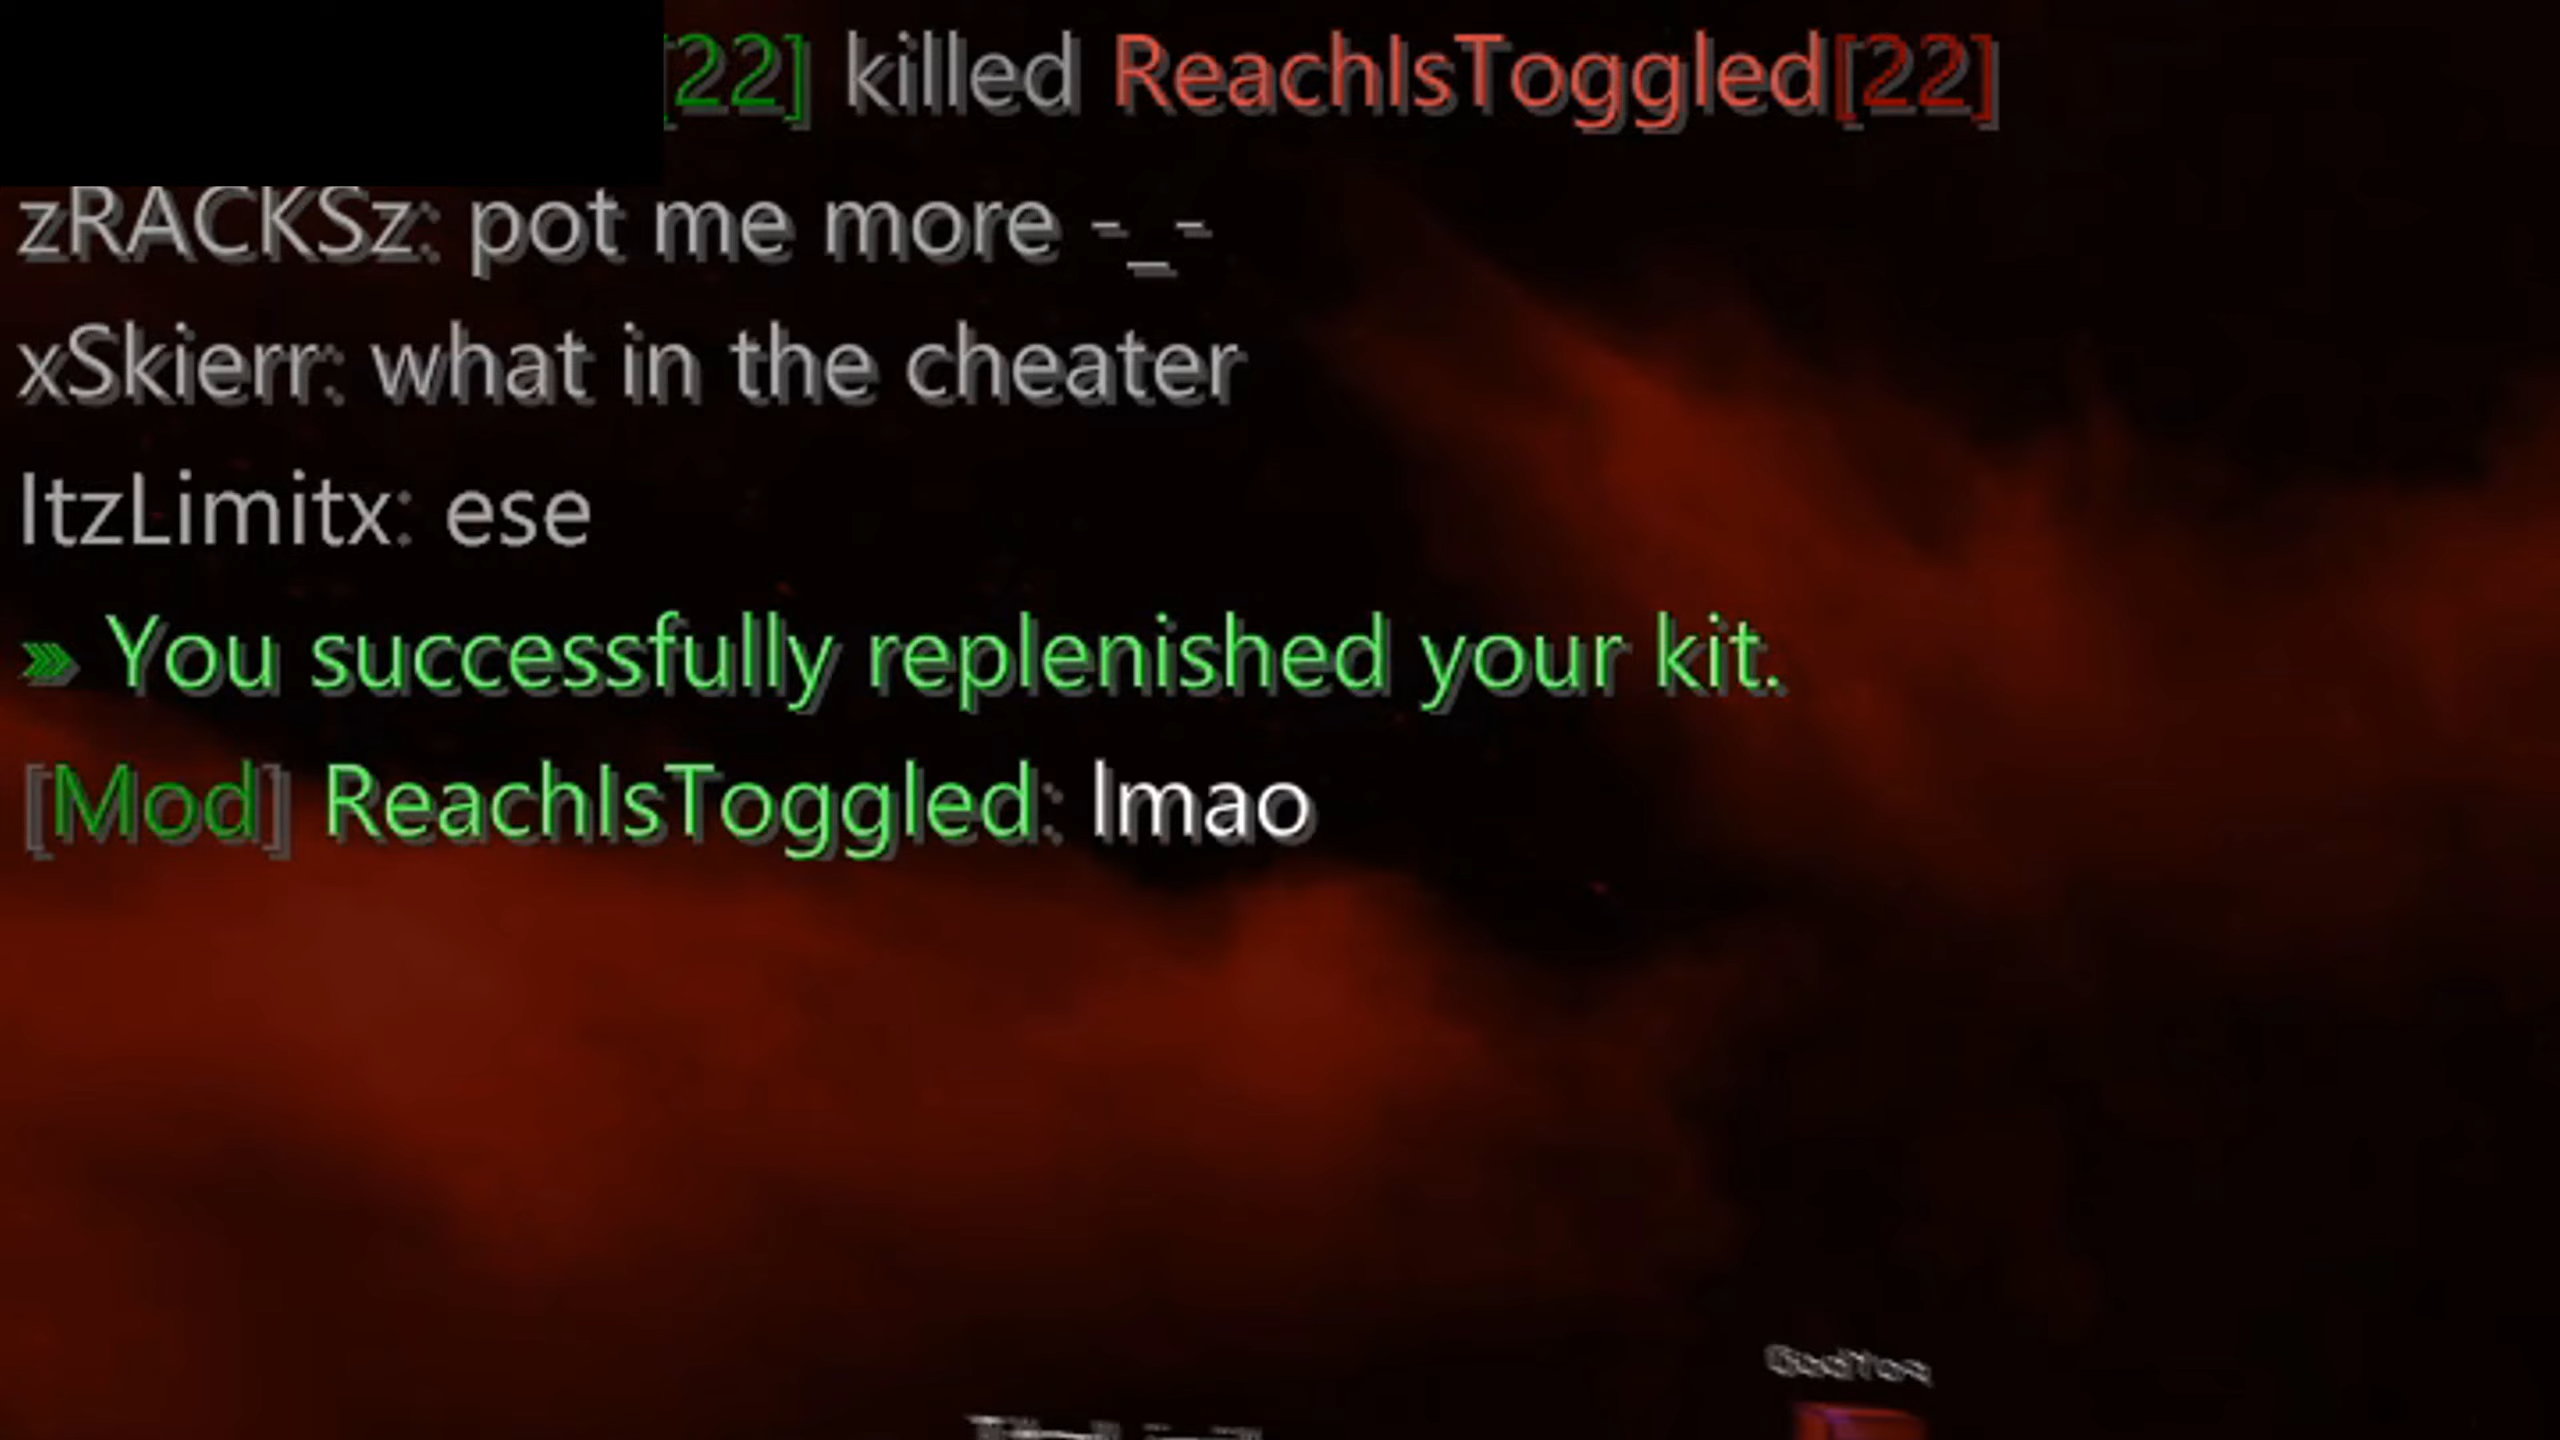 [22] killed ReachIsToggled[22]
zRACKSz: pot me more -_-
xSkierr: what in the cheater
ItzLimitx: ese
» You successfully replenished your kit.
[Mod] ReachIsToggled: lmao